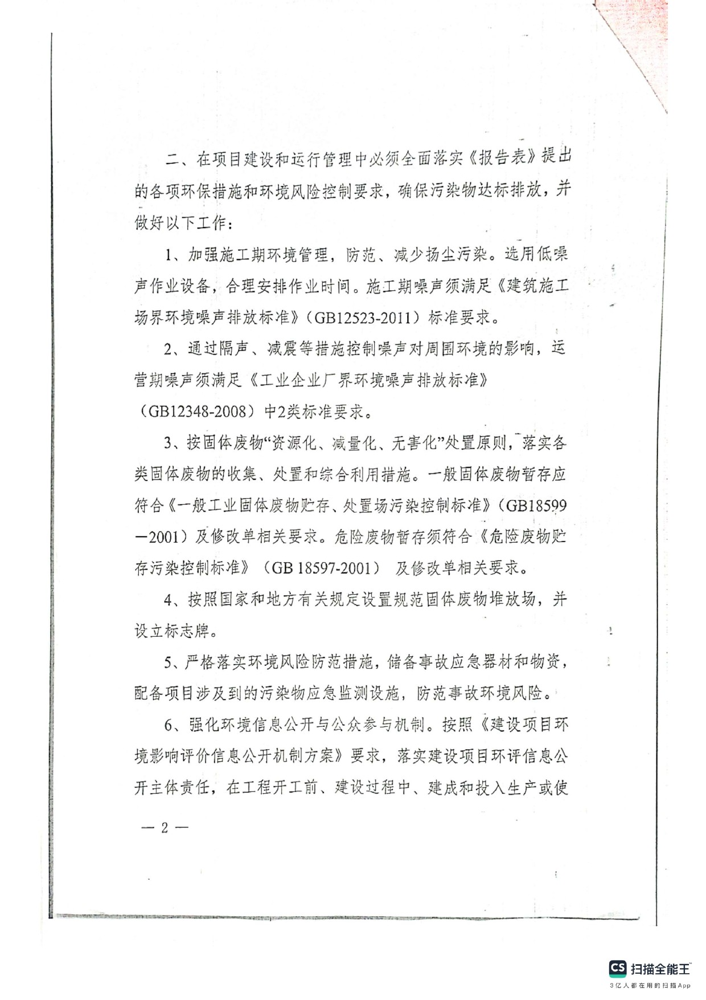 二、在项目建设和运行管理中必须全面落实《报告表》提出
的各项环保措施和环境风险控制要求，确保污染物达标排放，并
做好以下工作：
1、加强施工期环境管理，防范、减少扬尘污染。选用低噪
声作业设备，合理安排作业时间。施工期噪声须满足《建筑施工
场界环境噪声排放标准》（GB12523-2011）标准要求。
2、通过隔声、减震等措施控制噪声对周围环境的影响，运
营期噪声须满足《工业企业厂界环境噪声排放标准》
（GB12348-2008）中2类标准要求。
3、按固体废物“资源化、减量化、无害化”处置原则，落实各
类固体废物的收集、处置和综合利用措施。一般固体废物暂存应
符合《一般工业固体废物贮存、处置场污染控制标准》（GB18599
－2001）及修改单相关要求。危险废物暂存须符合《危险废物贮
存污染控制标准》（GB 18597-2001） 及修改单相关要求。
4、按照国家和地方有关规定设置规范固体废物堆放场，并
设立标志牌。
5、严格落实环境风险防范措施，储备事故应急器材和物资，
配备项目涉及到的污染物应急监测设施，防范事故环境风险。
6、强化环境信息公开与公众参与机制。按照《建设项目环
境影响评价信息公开机制方案》要求，落实建设项目环评信息公
开主体责任，在工程开工前、建设过程中、建成和投入生产或使
— 2 —
CS 扫描全能王
3亿人都在用的扫描App